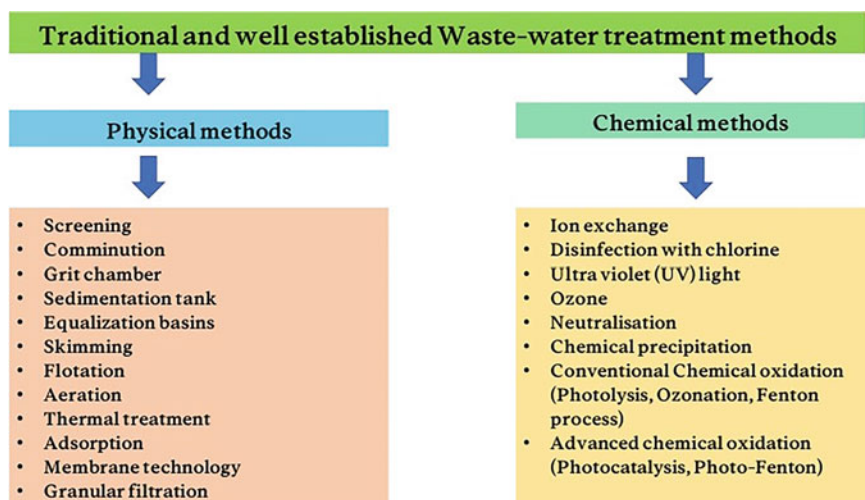 Traditional and well established Waste-water treatment methods
Physical methods
• Screening
• Comminution
• Grit chamber
• Sedimentation tank
• Equalization basins
• Skimming
• Flotation
• Aeration
• Thermal treatment
• Adsorption
• Membrane technology
• Granular filtration
Chemical methods
• Ion exchange
• Disinfection with chlorine
• Ultra violet (UV) light
• Ozone
• Neutralisation
• Chemical precipitation
• Conventional Chemical oxidation
(Photolysis, Ozonation, Fenton
process)
• Advanced chemical oxidation
(Photocatalysis, Photo-Fenton)